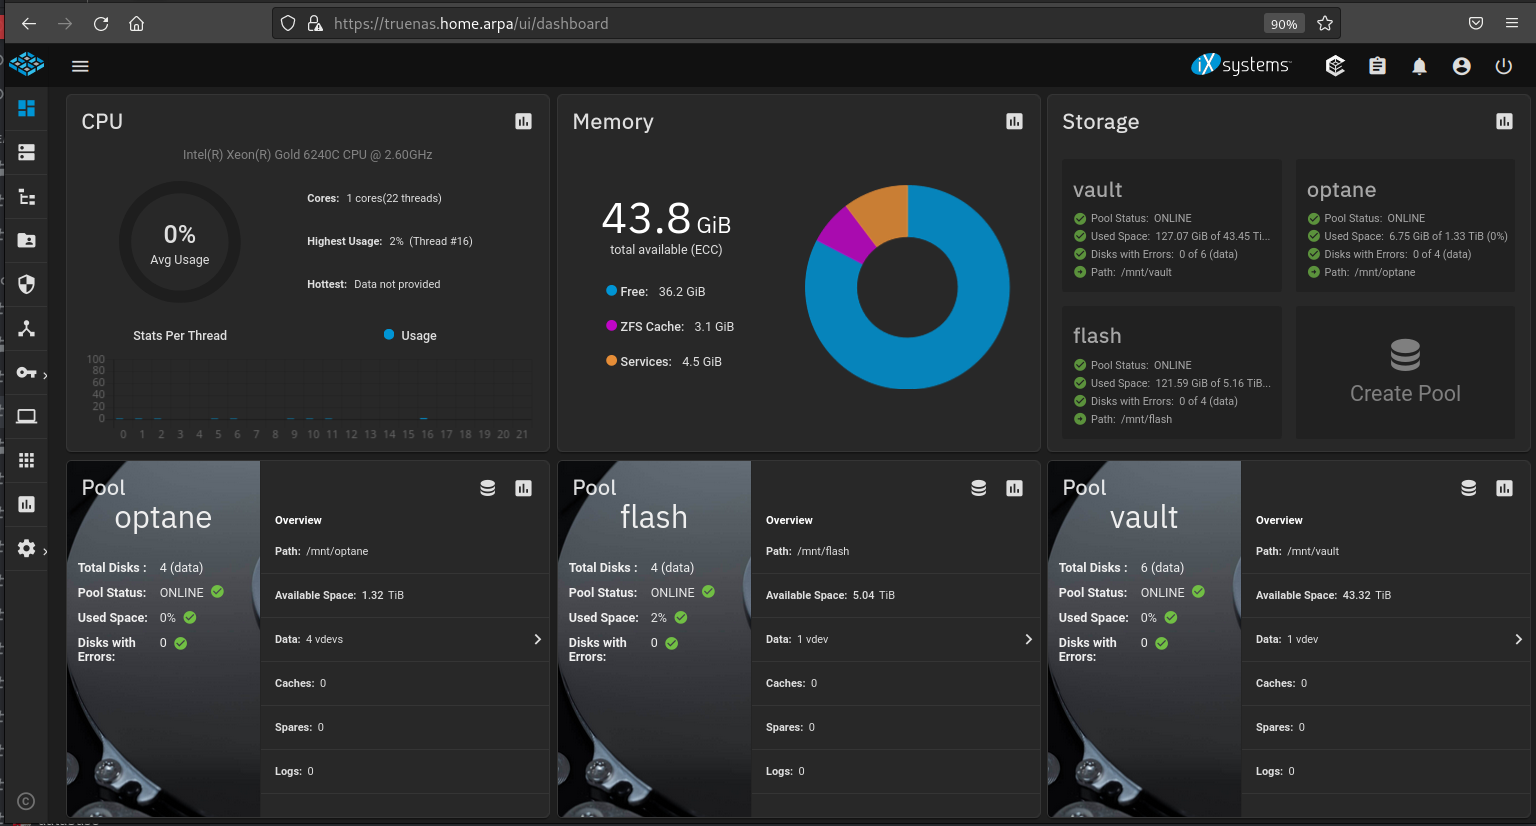 https://truenas.home.arpa/ui/dashboard
90%
iXsystems™
CPU
Intel(R) Xeon(R) Gold 6240C CPU @ 2.60GHz
0%
Avg Usage
Cores: 1 cores(22 threads)
Highest Usage: 2% (Thread #16)
Hottest: Data not provided
Stats Per Thread
Usage
100
80
60
40
20
0
0 1 2 3 4 5 6 7 8 9 10 11 12 13 14 15 16 17 18 19 20 21
Memory
43.8 GiB
total available (ECC)
Free: 36.2 GiB
ZFS Cache: 3.1 GiB
Services: 4.5 GiB
Storage
vault
Pool Status: ONLINE
Used Space: 127.07 GiB of 43.45 Ti...
Disks with Errors: 0 of 6 (data)
Path: /mnt/vault
optane
Pool Status: ONLINE
Used Space: 6.75 GiB of 1.33 TiB (0%)
Disks with Errors: 0 of 4 (data)
Path: /mnt/optane
flash
Pool Status: ONLINE
Used Space: 121.59 GiB of 5.16 TiB...
Disks with Errors: 0 of 4 (data)
Path: /mnt/flash
Create Pool
Pool
optane
Total Disks : 4 (data)
Pool Status: ONLINE
Used Space: 0%
Disks with
Errors: 0
Overview
Path: /mnt/optane
Available Space: 1.32 TiB
Data: 4 vdevs
Caches: 0
Spares: 0
Logs: 0
Pool
flash
Total Disks : 4 (data)
Pool Status: ONLINE
Used Space: 2%
Disks with
Errors: 0
Overview
Path: /mnt/flash
Available Space: 5.04 TiB
Data: 1 vdev
Caches: 0
Spares: 0
Logs: 0
Pool
vault
Total Disks : 6 (data)
Pool Status: ONLINE
Used Space: 0%
Disks with
Errors: 0
Overview
Path: /mnt/vault
Available Space: 43.32 TiB
Data: 1 vdev
Caches: 0
Spares: 0
Logs: 0